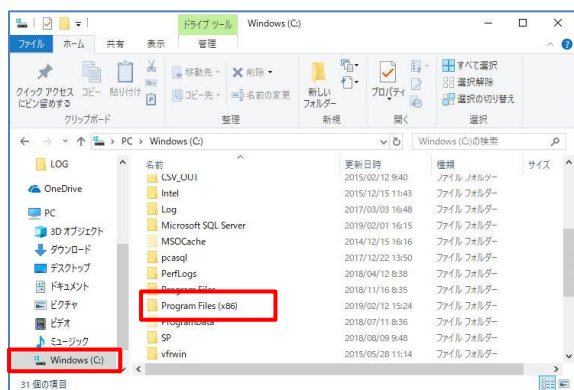 ドライブ ツール Windows (C:)
ファイル ホーム 共有 表示 管理
クイック アクセスにピン留めする
コピー
貼り付け
移動先
削除
コピー先
名前の変更
新しいフォルダー
プロパティ
すべて選択
選択解除
選択の切り替え
クリップボード 整理 新規 開く 選択
PC > Windows (C:)
Windows (C:)の検索
LOG
OneDrive
PC
3D オブジェクト
ダウンロード
デスクトップ
ドキュメント
ピクチャ
ビデオ
ミュージック
Windows (C:)
名前 更新日時 種類 サイズ
CSV_OUT 2015/02/12 9:40 ファイル フォルダー
Intel 2015/12/15 11:43 ファイル フォルダー
Log 2017/03/03 16:48 ファイル フォルダー
Microsoft SQL Server 2019/02/01 16:15 ファイル フォルダー
MSOCache 2014/12/15 16:16 ファイル フォルダー
pcasql 2017/12/22 13:50 ファイル フォルダー
PerfLogs 2018/04/12 8:38 ファイル フォルダー
Program Files 2018/11/16 8:35 ファイル フォルダー
Program Files (x86) 2019/02/12 15:24 ファイル フォルダー
ProgramData 2018/07/11 8:36 ファイル フォルダー
SP 2018/08/09 9:48 ファイル フォルダー
vfrwin 2015/05/28 11:14 ファイル フォルダー
31 個の項目